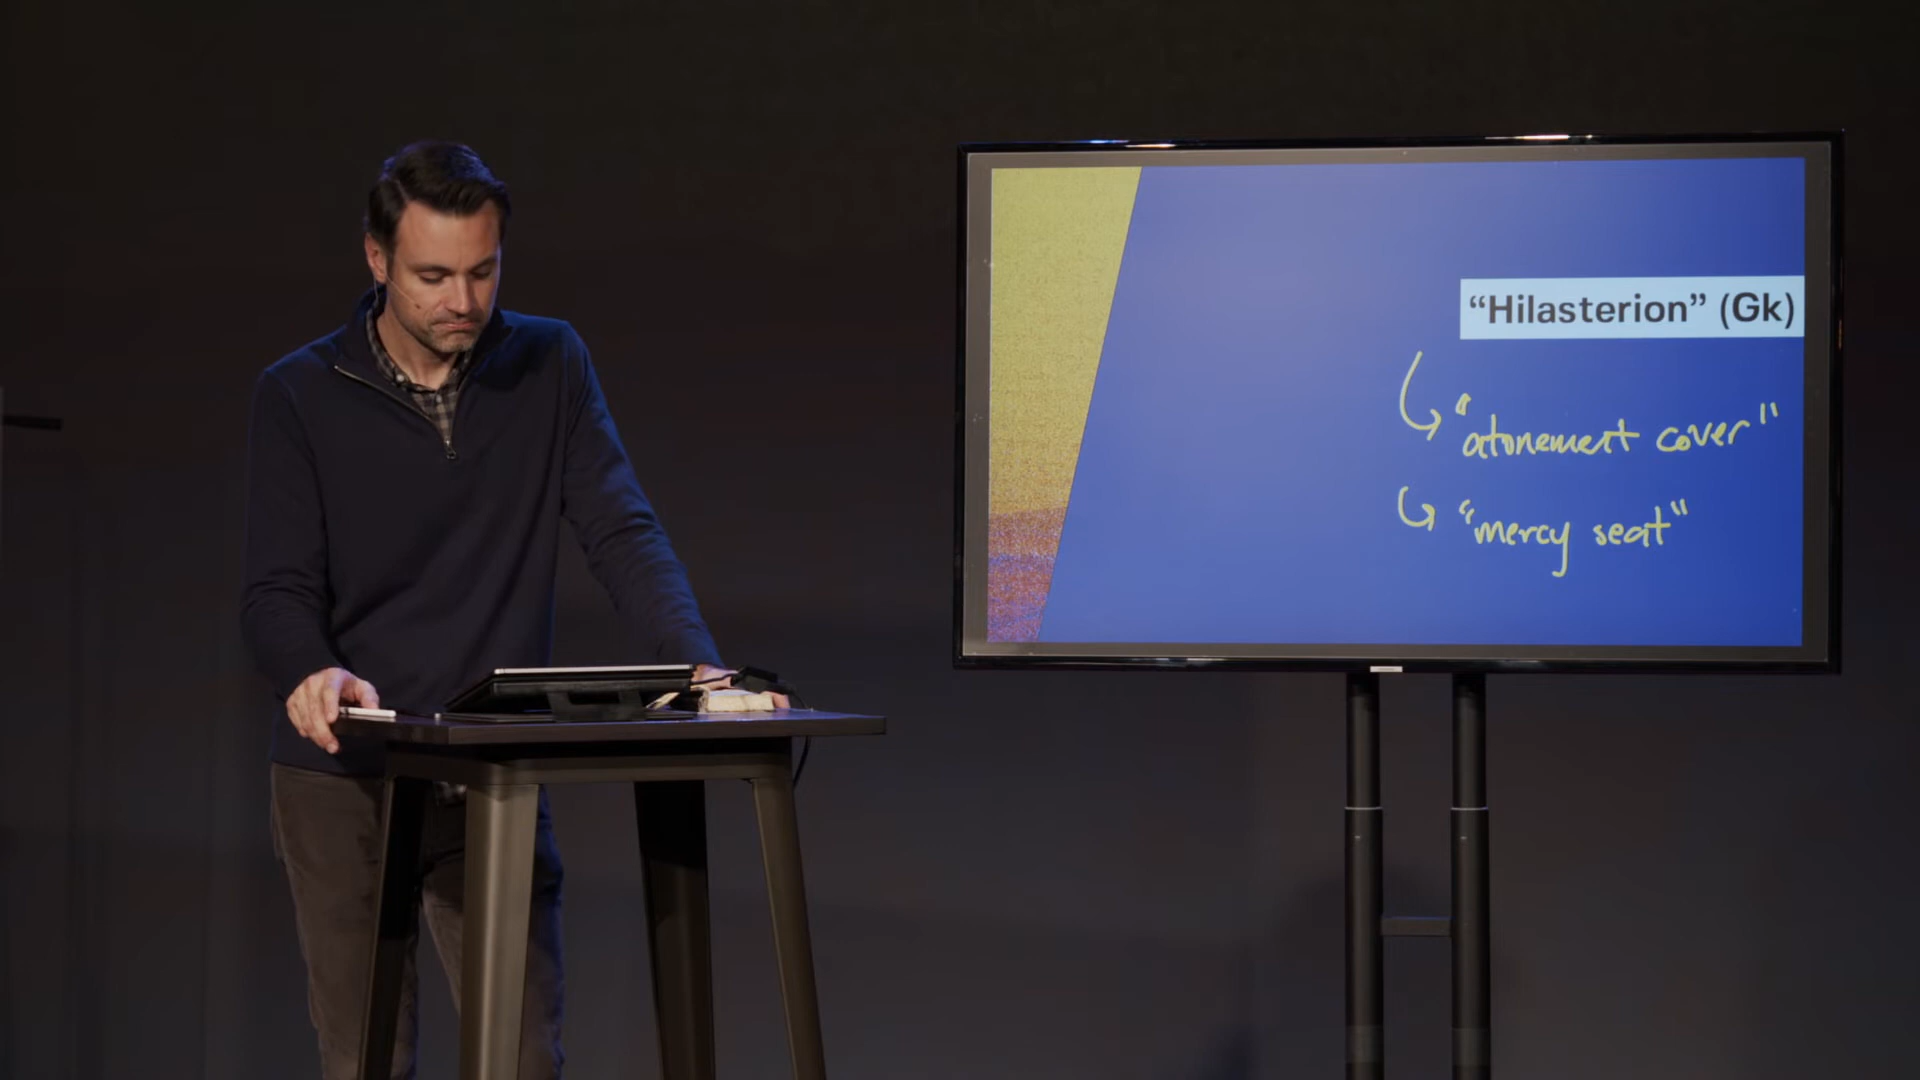 “Hilasterion” (Gk)
"atonement cover"
"mercy seat"